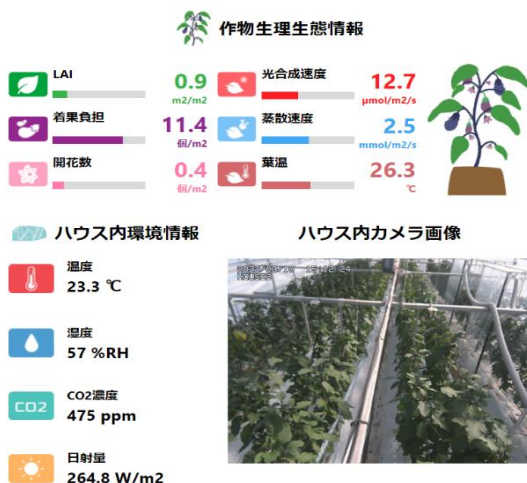 作物生理生態情報
LAI
0.9
m2/m2
着果負担
11.4
個/m2
開花数
0.4
個/m2
光合成速度
12.7
μmol/m2/s
蒸散速度
2.5
mmol/m2/s
葉温
26.3
℃
ハウス内環境情報
温度
23.3 ℃
湿度
57 %RH
CO2
CO2濃度
475 ppm
日射量
264.8 W/m2
ハウス内カメラ画像